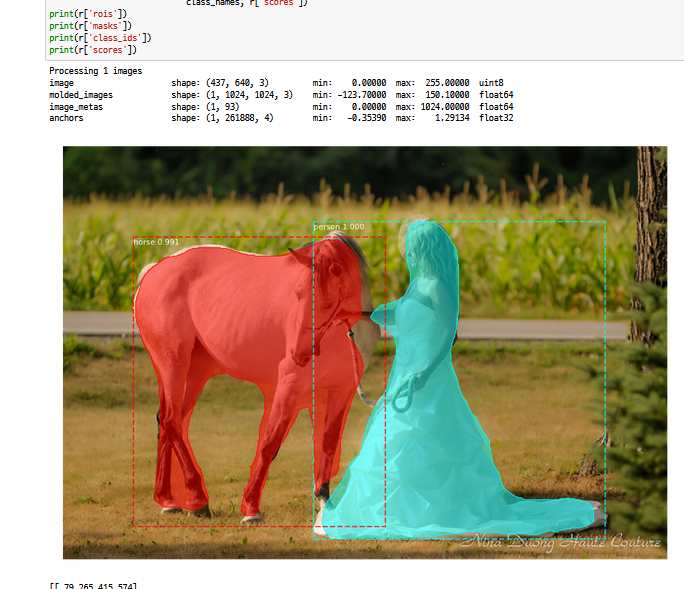 class_names, r['scores'])
print(r['rois'])
print(r['masks'])
print(r['class_ids'])
print(r['scores'])
Processing 1 images
image shape: (437, 640, 3) min: 0.00000 max: 255.00000 uint8
molded_images shape: (1, 1024, 1024, 3) min: -123.70000 max: 150.10000 float64
image_metas shape: (1, 93) min: 0.00000 max: 1024.00000 float64
anchors shape: (1, 261888, 4) min: -0.35390 max: 1.29134 float32
person 1.000
horse 0.991
Nina Duong Haute Couture
[[ 79 265 415 574]